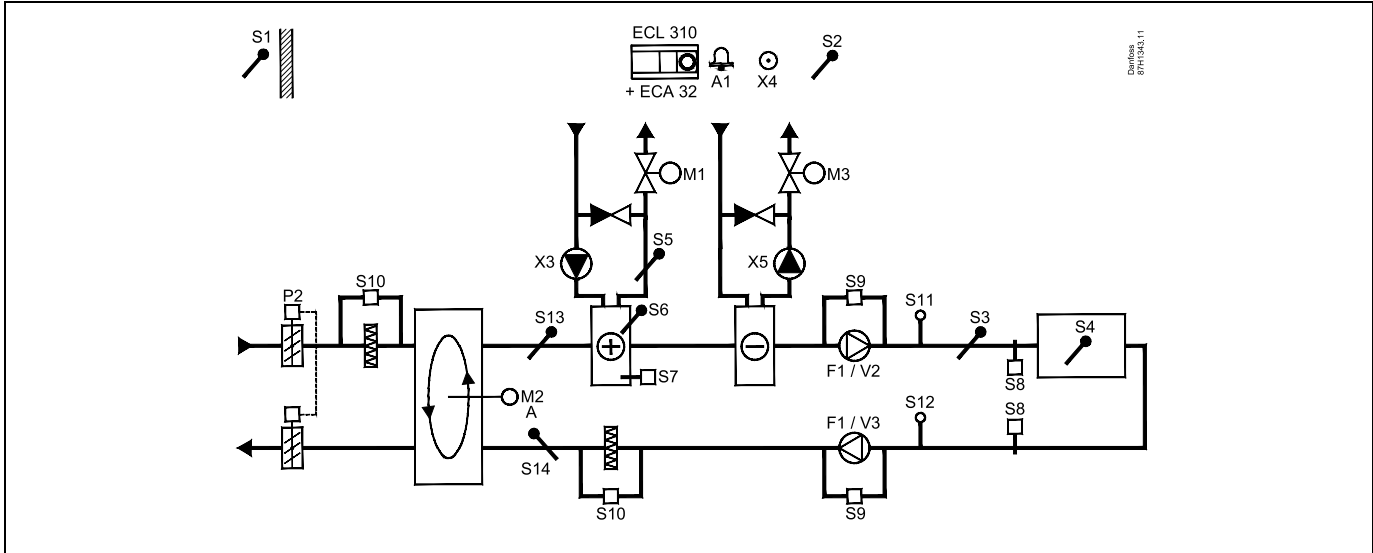 S1
ECL 310
A1
X4
+ ECA 32
S2
Danfoss
87H1343.11
M1
M3
X3
S5
X5
P2
S10
S13
S6
S9
S11
S3
S4
+
−
S7
F1 / V2
S8
M2
A
S12
S8
F1 / V3
S14
S10
S9